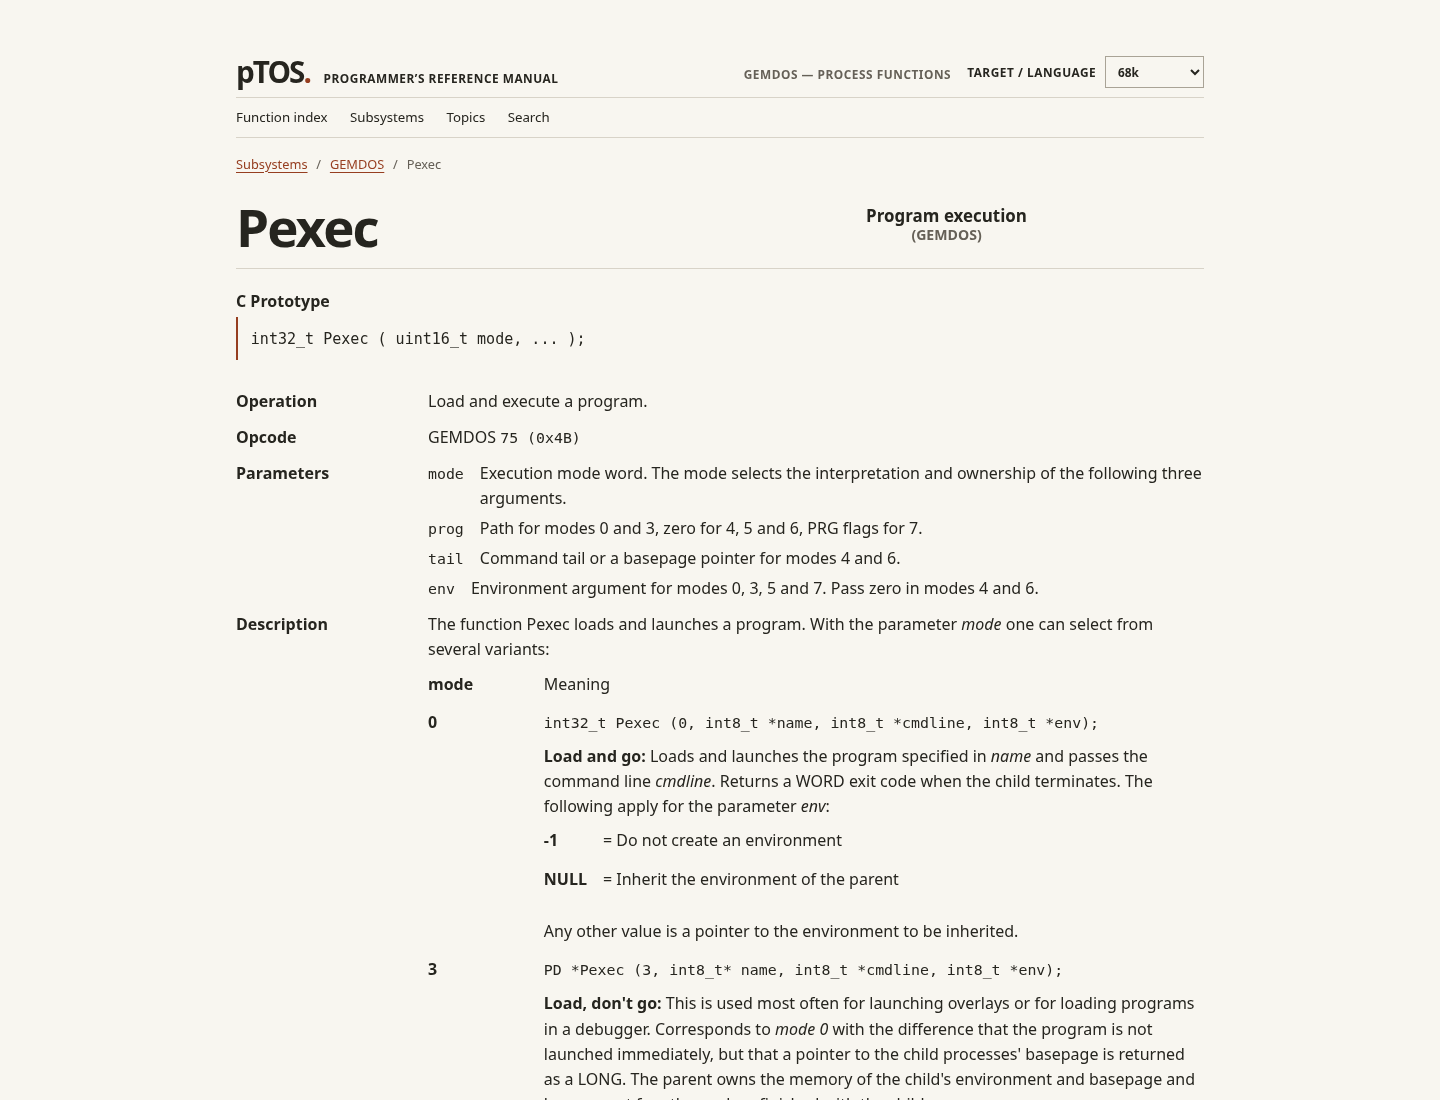 pTOS. PROGRAMMER’S REFERENCE MANUAL GEMDOS — PROCESS FUNCTIONS TARGET / LANGUAGE 68k
Function index Subsystems Topics Search
Subsystems / GEMDOS / Pexec
Pexec
Program execution
(GEMDOS)
C Prototype
int32_t Pexec ( uint16_t mode, ... );
Operation Load and execute a program.
Opcode GEMDOS 75 (0x4B)
Parameters mode Execution mode word. The mode selects the interpretation and ownership of the following three
arguments.
prog Path for modes 0 and 3, zero for 4, 5 and 6, PRG flags for 7.
tail Command tail or a basepage pointer for modes 4 and 6.
env Environment argument for modes 0, 3, 5 and 7. Pass zero in modes 4 and 6.
Description The function Pexec loads and launches a program. With the parameter mode one can select from
several variants:
mode Meaning
0 int32_t Pexec (0, int8_t *name, int8_t *cmdline, int8_t *env);
Load and go: Loads and launches the program specified in name and passes the
command line cmdline. Returns a WORD exit code when the child terminates. The
following apply for the parameter env:
-1 = Do not create an environment
NULL = Inherit the environment of the parent
Any other value is a pointer to the environment to be inherited.
3 PD *Pexec (3, int8_t* name, int8_t *cmdline, int8_t *env);
Load, don't go: This is used most often for launching overlays or for loading programs
in a debugger. Corresponds to mode 0 with the difference that the program is not
launched immediately, but that a pointer to the child processes' basepage is returned
as a LONG. The parent owns the memory of the child's environment and basepage and